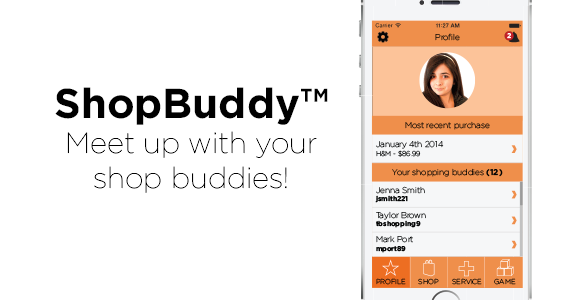 ShopBuddy™
Meet up with your
shop buddies!
Carrier 11:27 AM
Profile
2
Most recent purchase
January 4th 2014
H&M - $86.99
Your shopping buddies (12)
Jenna Smith
jsmith221
Taylor Brown
tbshopping9
Mark Port
mport89
PROFILE SHOP SERVICE GAME